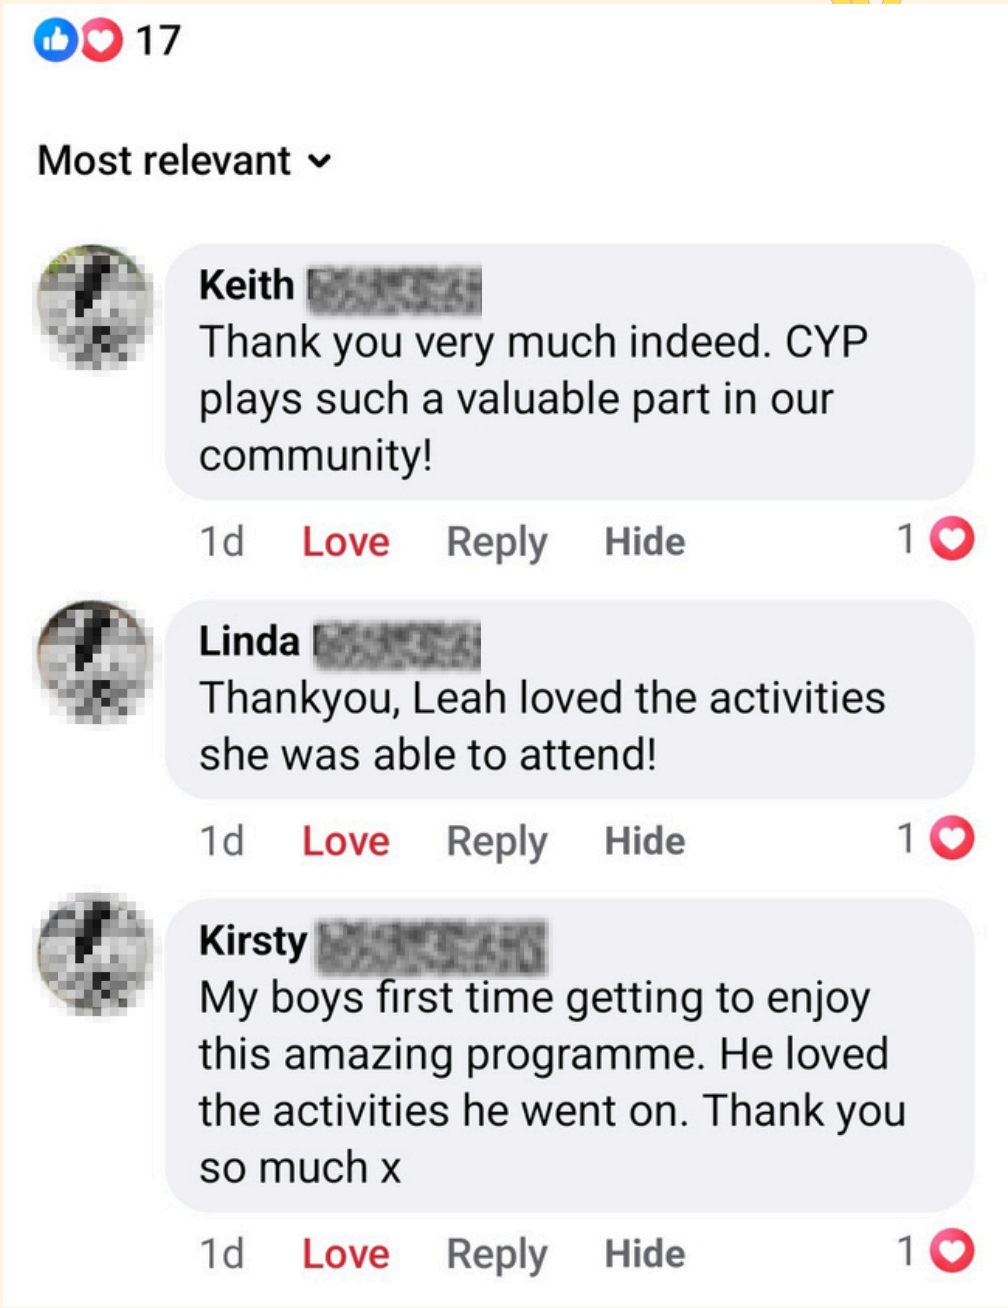 17
Most relevant
Keith
Thank you very much indeed. CYP
plays such a valuable part in our
community!
1d Love Reply Hide 1
Linda
Thankyou, Leah loved the activities
she was able to attend!
1d Love Reply Hide 1
Kirsty
My boys first time getting to enjoy
this amazing programme. He loved
the activities he went on. Thank you
so much x
1d Love Reply Hide 1